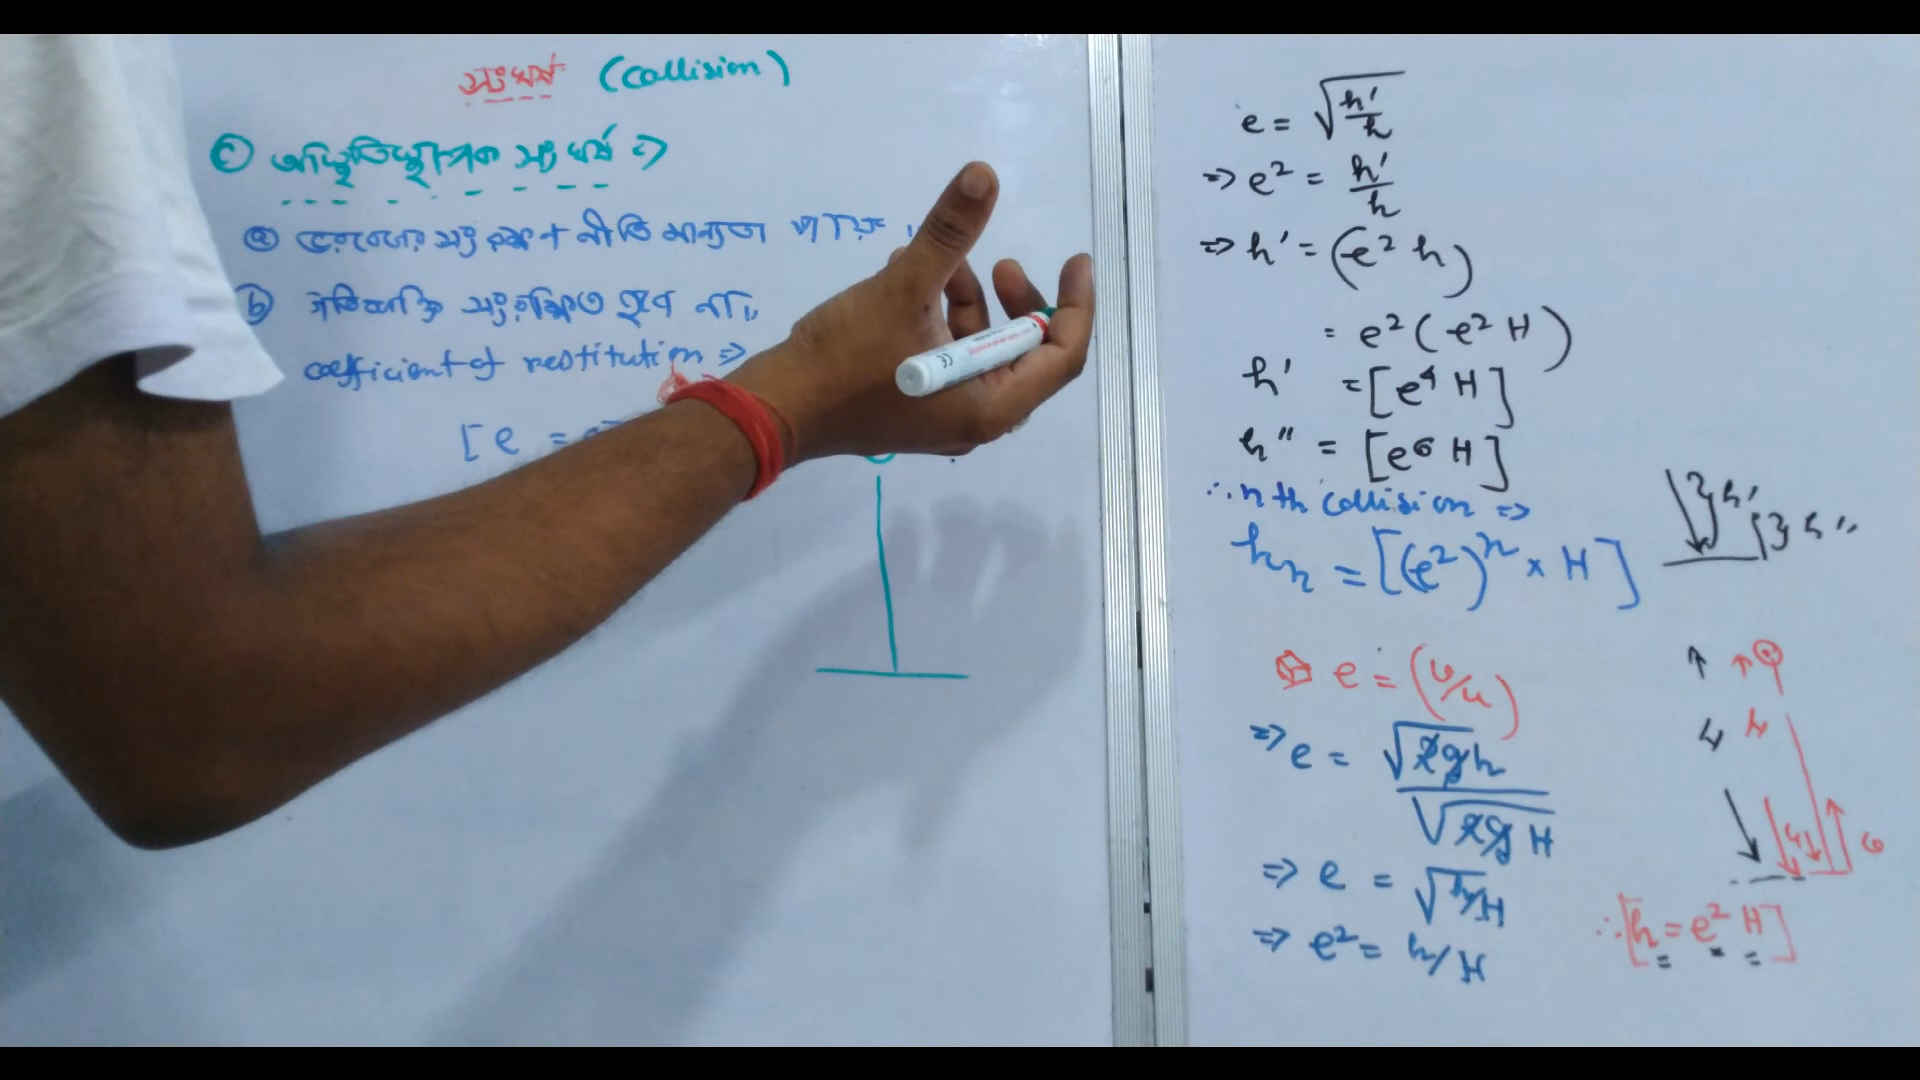 সংঘর্ষ (Collision)
অস্থিতিস্থাপক সংঘর্ষ ⇒
ⓐ ভরবেগের সংরক্ষণ নীতি মান্যতা পায়।
ⓑ গতিশক্তি সংরক্ষিত হয় না।
coefficient of restitution ⇒
[e =
e = √(h'/h)
⇒ e² = h'/h
⇒ h' = (e² h)
= e² (e² H)
h' = [e⁴ H]
h" = [e⁶ H]
∴ nth collision ⇒
hₙ = [(e²)ⁿ × H]
h'
h"
e = (v/u)
⇒ e = √2gh / √2gH
⇒ e = √h/H
⇒ e² = h/H
H
H
u
∴ [h = e² H]